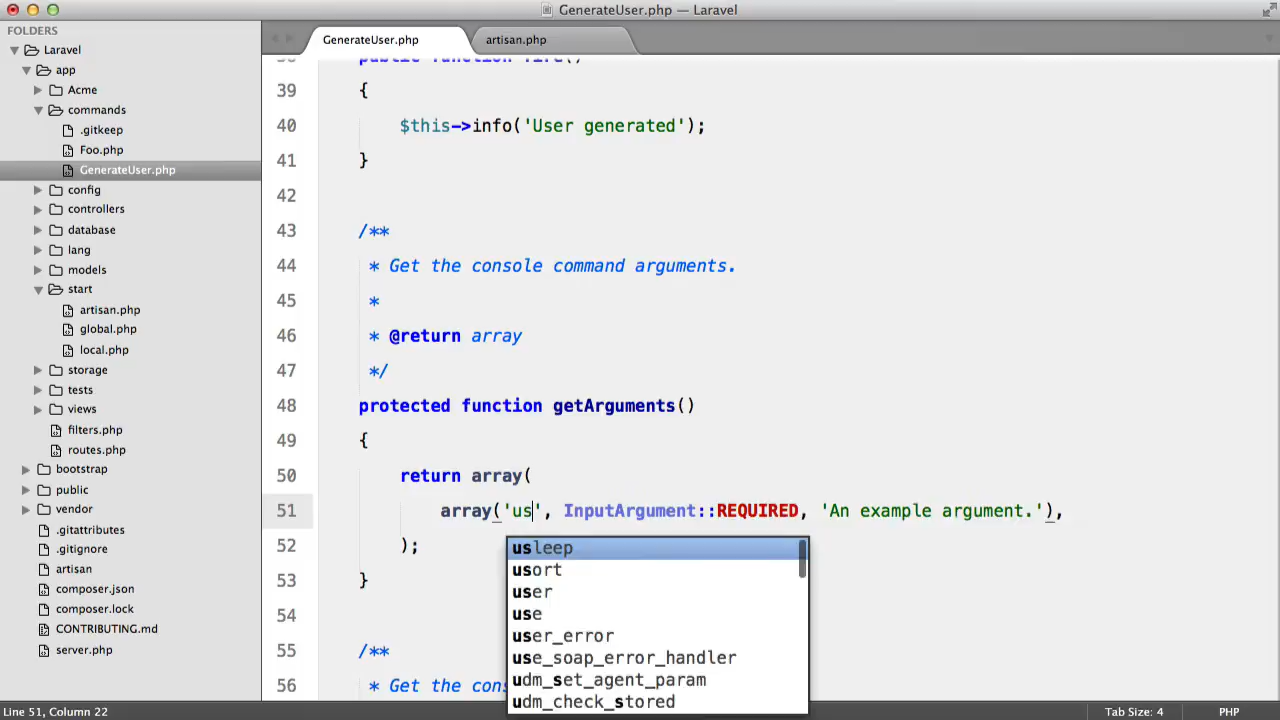 GenerateUser.php — Laravel
FOLDERS
Laravel
app
Acme
commands
.gitkeep
Foo.php
GenerateUser.php
config
controllers
database
lang
models
start
artisan.php
global.php
local.php
storage
tests
views
filters.php
routes.php
bootstrap
public
vendor
.gitattributes
.gitignore
artisan
composer.json
composer.lock
CONTRIBUTING.md
server.php
GenerateUser.php
artisan.php
38 public function fire()
39 {
40 $this->info('User generated');
41 }
42
43 /**
44 * Get the console command arguments.
45 *
46 * @return array
47 */
48 protected function getArguments()
49 {
50 return array(
51 array('us', InputArgument::REQUIRED, 'An example argument.'),
52 );
53 }
54
55 /**
56 * Get the cons
usleep
usort
user
use
user_error
use_soap_error_handler
udm_set_agent_param
udm_check_stored
Line 51, Column 22
Tab Size: 4
PHP